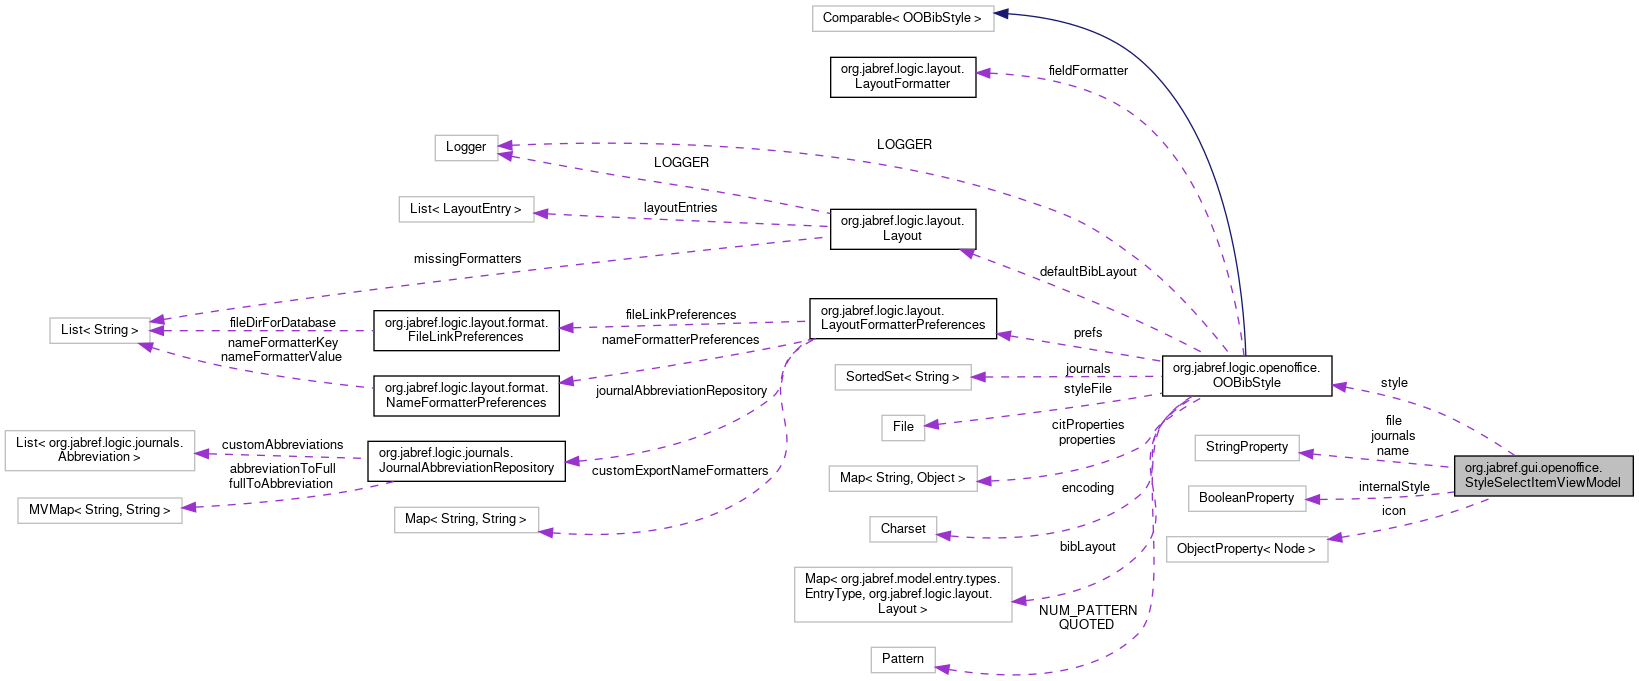 Comparable< OOBibStyle >
org.jabref.logic.layout.
LayoutFormatter
fieldFormatter
Logger
LOGGER
LOGGER
List< LayoutEntry >
layoutEntries
org.jabref.logic.layout.
Layout
missingFormatters
defaultBibLayout
List< String >
fileDirForDatabase
nameFormatterKey
nameFormatterValue
org.jabref.logic.layout.format.
FileLinkPreferences
fileLinkPreferences
nameFormatterPreferences
org.jabref.logic.layout.
LayoutFormatterPreferences
prefs
org.jabref.logic.layout.format.
NameFormatterPreferences
journalAbbreviationRepository
SortedSet< String >
journals
styleFile
org.jabref.logic.openoffice.
OOBibStyle
style
File
citProperties
properties
file
journals
name
StringProperty
List< org.jabref.logic.journals.
Abbreviation >
customAbbreviations
abbreviationToFull
fullToAbbreviation
org.jabref.logic.journals.
JournalAbbreviationRepository
customExportNameFormatters
Map< String, Object >
encoding
BooleanProperty
internalStyle
org.jabref.gui.openoffice.
StyleSelectItemViewModel
MVMap< String, String >
Map< String, String >
Charset
icon
ObjectProperty< Node >
bibLayout
Map< org.jabref.model.entry.types.
EntryType, org.jabref.logic.layout.
Layout >
NUM_PATTERN
QUOTED
Pattern